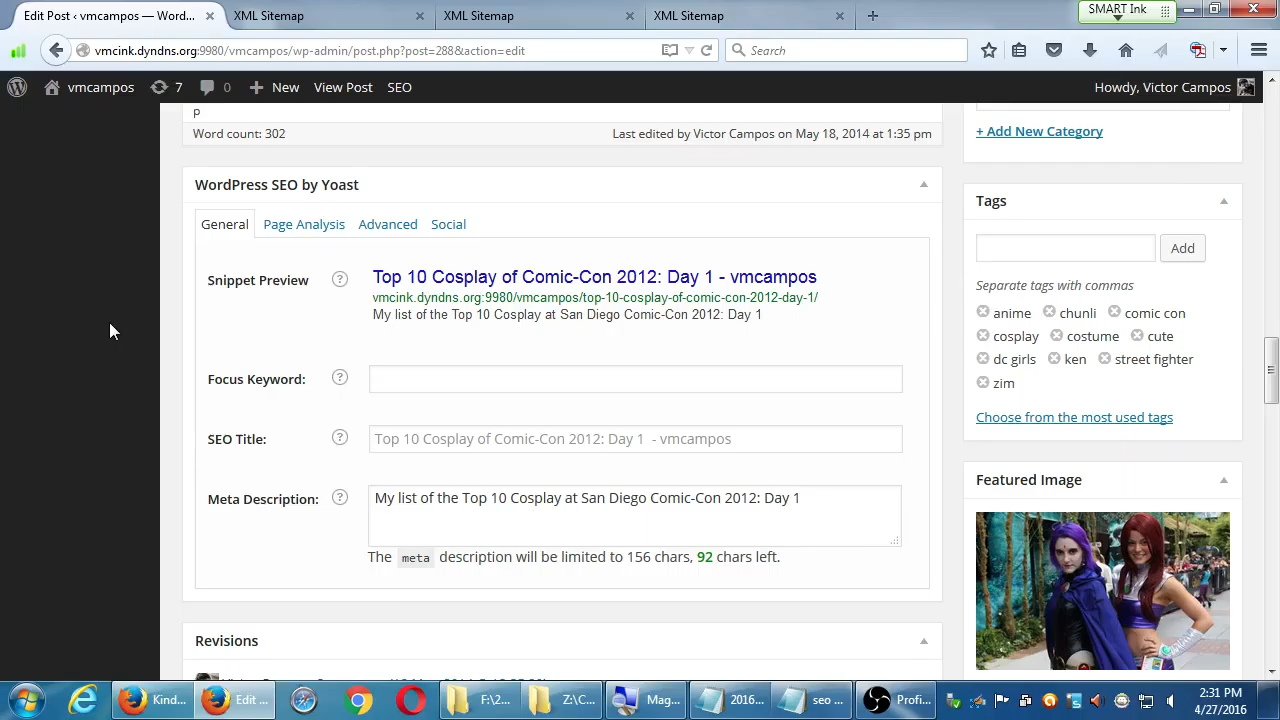 Edit Post ‹ vmcampos — Wor...
XML Sitemap
XML Sitemap
XML Sitemap
SMART Ink
vmcink.dyndns.org:9980/vmcampos/wp-admin/post.php?post=288&action=edit
Search
vmcampos
7
0
New
View Post
SEO
Howdy, Victor Campos
p
Word count: 302
Last edited by Victor Campos on May 18, 2014 at 1:35 pm
WordPress SEO by Yoast
General
Page Analysis
Advanced
Social
Snippet Preview
Top 10 Cosplay of Comic-Con 2012: Day 1 - vmcampos
vmcink.dyndns.org:9980/vmcampos/top-10-cosplay-of-comic-con-2012-day-1/
My list of the Top 10 Cosplay at San Diego Comic-Con 2012: Day 1
Focus Keyword:
SEO Title:
Top 10 Cosplay of Comic-Con 2012: Day 1 - vmcampos
Meta Description:
My list of the Top 10 Cosplay at San Diego Comic-Con 2012: Day 1
The meta description will be limited to 156 chars, 92 chars left.
Revisions
+ Add New Category
Tags
Add
Separate tags with commas
anime chunli comic con
cosplay costume cute
dc girls ken street fighter
zim
Choose from the most used tags
Featured Image
Kind...
Edit ...
F:\2...
Z:\C...
Mag...
2016...
seo ...
Profi...
2:31 PM
4/27/2016